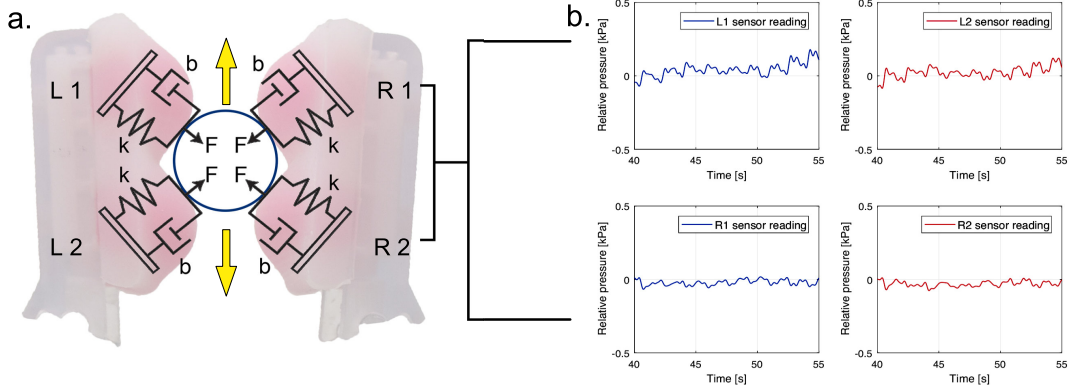 a.
L 1
b
b
R 1
F
F
k
k
k
F
F
k
L 2
b
b
R 2
b.
L1 sensor reading
Relative pressure [kPa]
0.5
0
-0.5
40
45
50
55
Time [s]
L2 sensor reading
Relative pressure [kPa]
0.5
0
-0.5
40
45
50
55
Time [s]
R1 sensor reading
Relative pressure [kPa]
0.5
0
-0.5
40
45
50
55
Time [s]
R2 sensor reading
Relative pressure [kPa]
0.5
0
-0.5
40
45
50
55
Time [s]